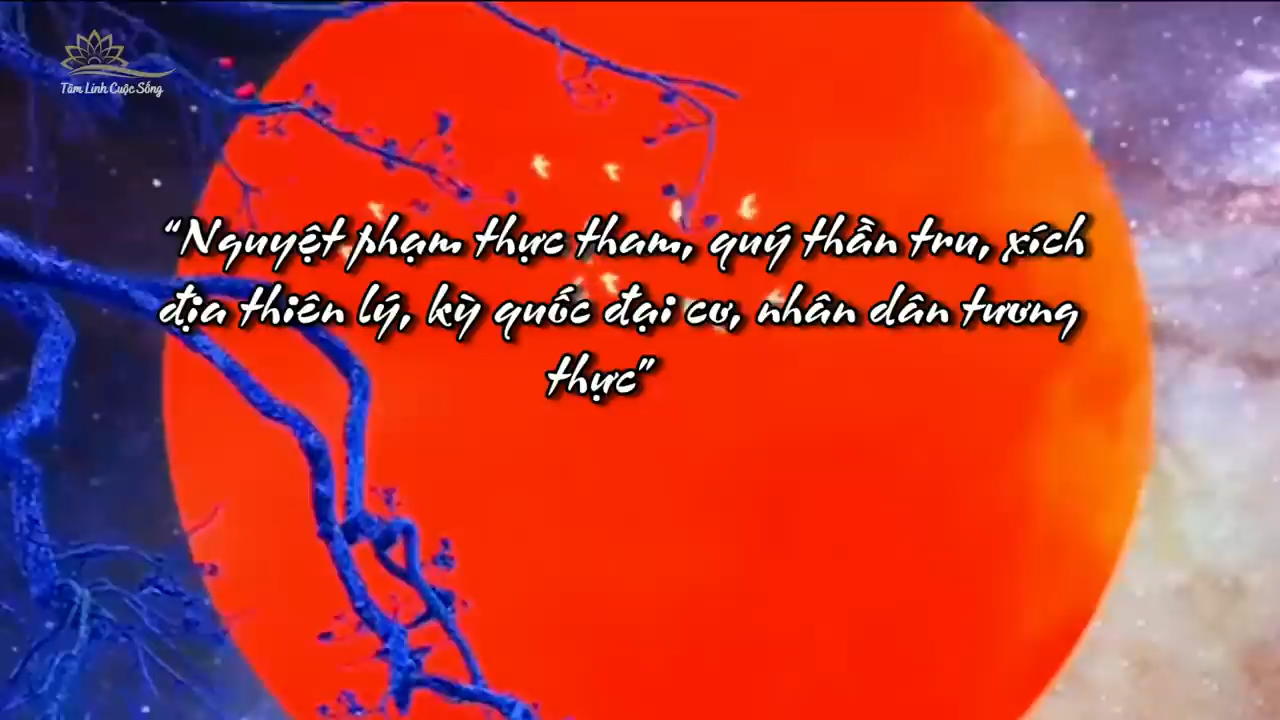 Tâm Linh Cuộc Sống
“Nguyệt phạm thực tham, quý thần tru, xích
địa thiên lý, kỳ quốc đại cơ, nhân dân tương
thực”